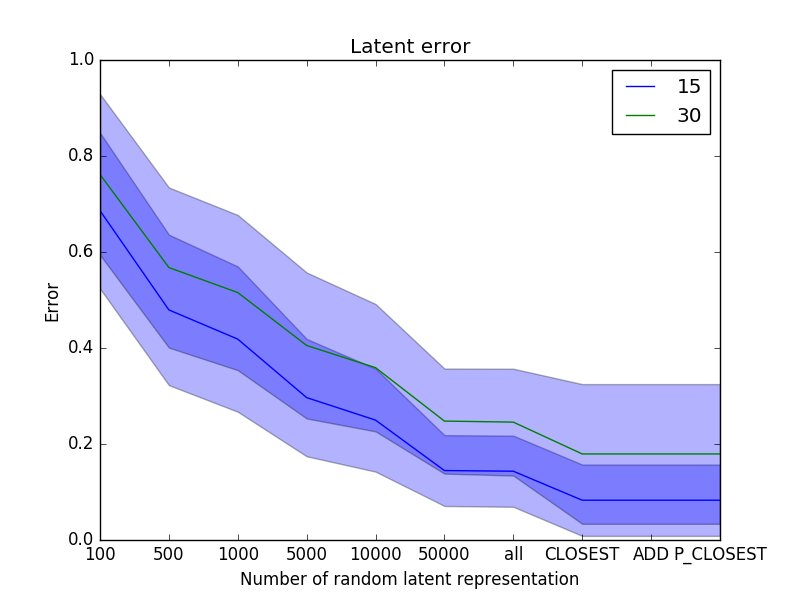 Latent error
15
30
1.0
0.8
0.6
0.4
0.2
0.0
Error
100 500 1000 5000 10000 50000 all CLOSEST ADD P_CLOSEST
Number of random latent representation